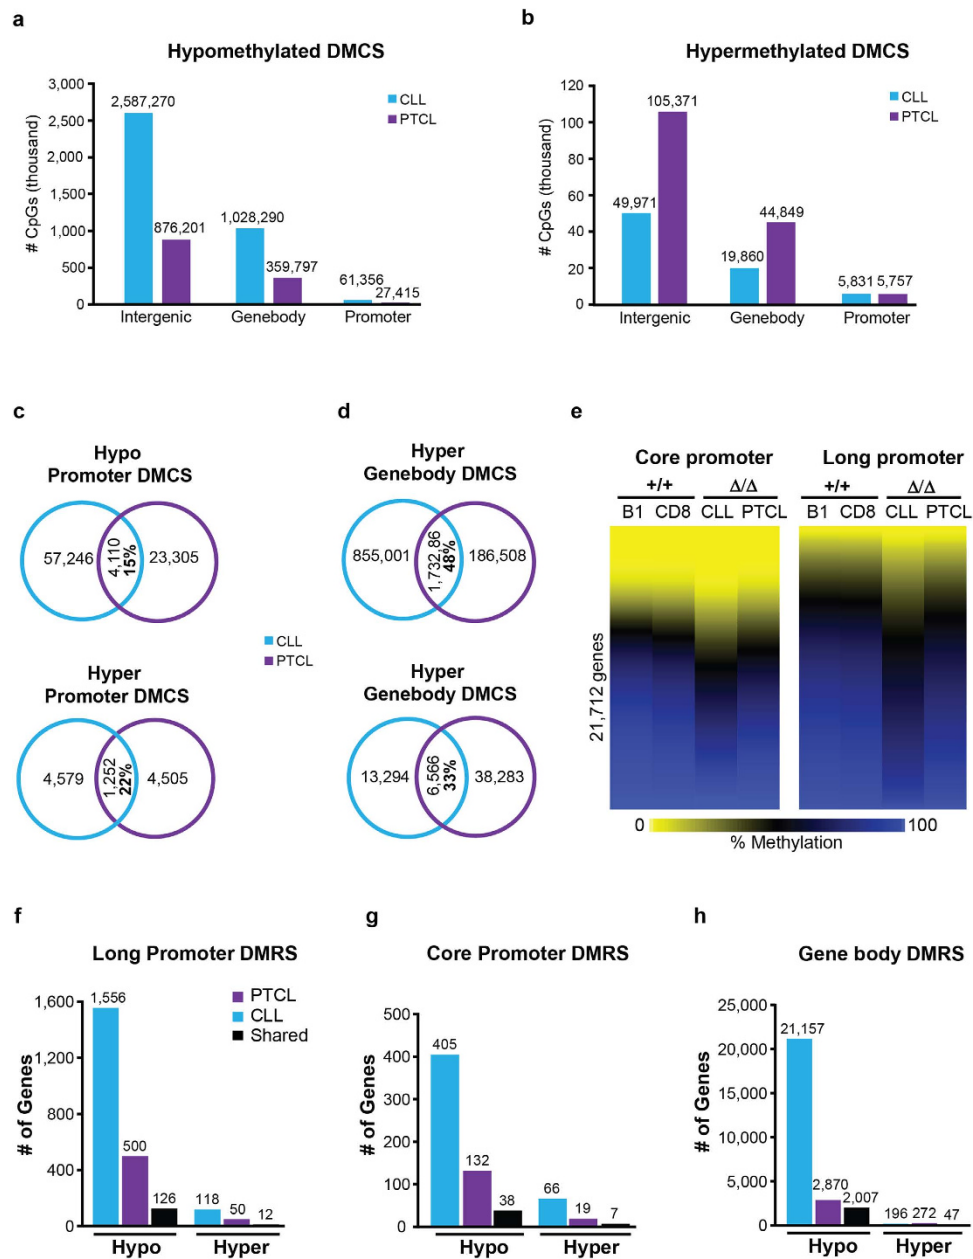 a
Hypomethylated DMCS
# CpGs (thousand)
3,000
2,500
2,000
1,500
1,000
500
0
2,587,270
876,201
1,028,290
359,797
61,356
27,415
CLL
PTCL
Intergenic
Genebody
Promoter
b
Hypermethylated DMCS
# CpGs (thousand)
120
100
80
60
40
20
0
49,971
105,371
19,860
44,849
5,831
5,757
CLL
PTCL
Intergenic
Genebody
Promoter
c
Hypo
Promoter DMCS
57,246
4,110
15%
23,305
Hyper
Promoter DMCS
4,579
1,252
22%
4,505
CLL
PTCL
d
Hyper
Genebody DMCS
855,001
1,732,86
48%
186,508
Hyper
Genebody DMCS
13,294
6,566
33%
38,283
e
Core promoter
+/+
Δ/Δ
B1 CD8 CLL PTCL
Long promoter
+/+
Δ/Δ
B1 CD8 CLL PTCL
21,712 genes
0
100
% Methylation
f
Long Promoter DMRS
# of Genes
1,600
1,200
800
400
0
1,556
500
126
118
50
12
PTCL
CLL
Shared
Hypo
Hyper
g
Core Promoter DMRS
# of Genes
500
400
300
200
100
0
405
132
38
66
19
7
Hypo
Hyper
h
Gene body DMRS
# of Genes
25,000
20,000
15,000
10,000
5,000
0
21,157
2,870
2,007
196
272
47
Hypo
Hyper